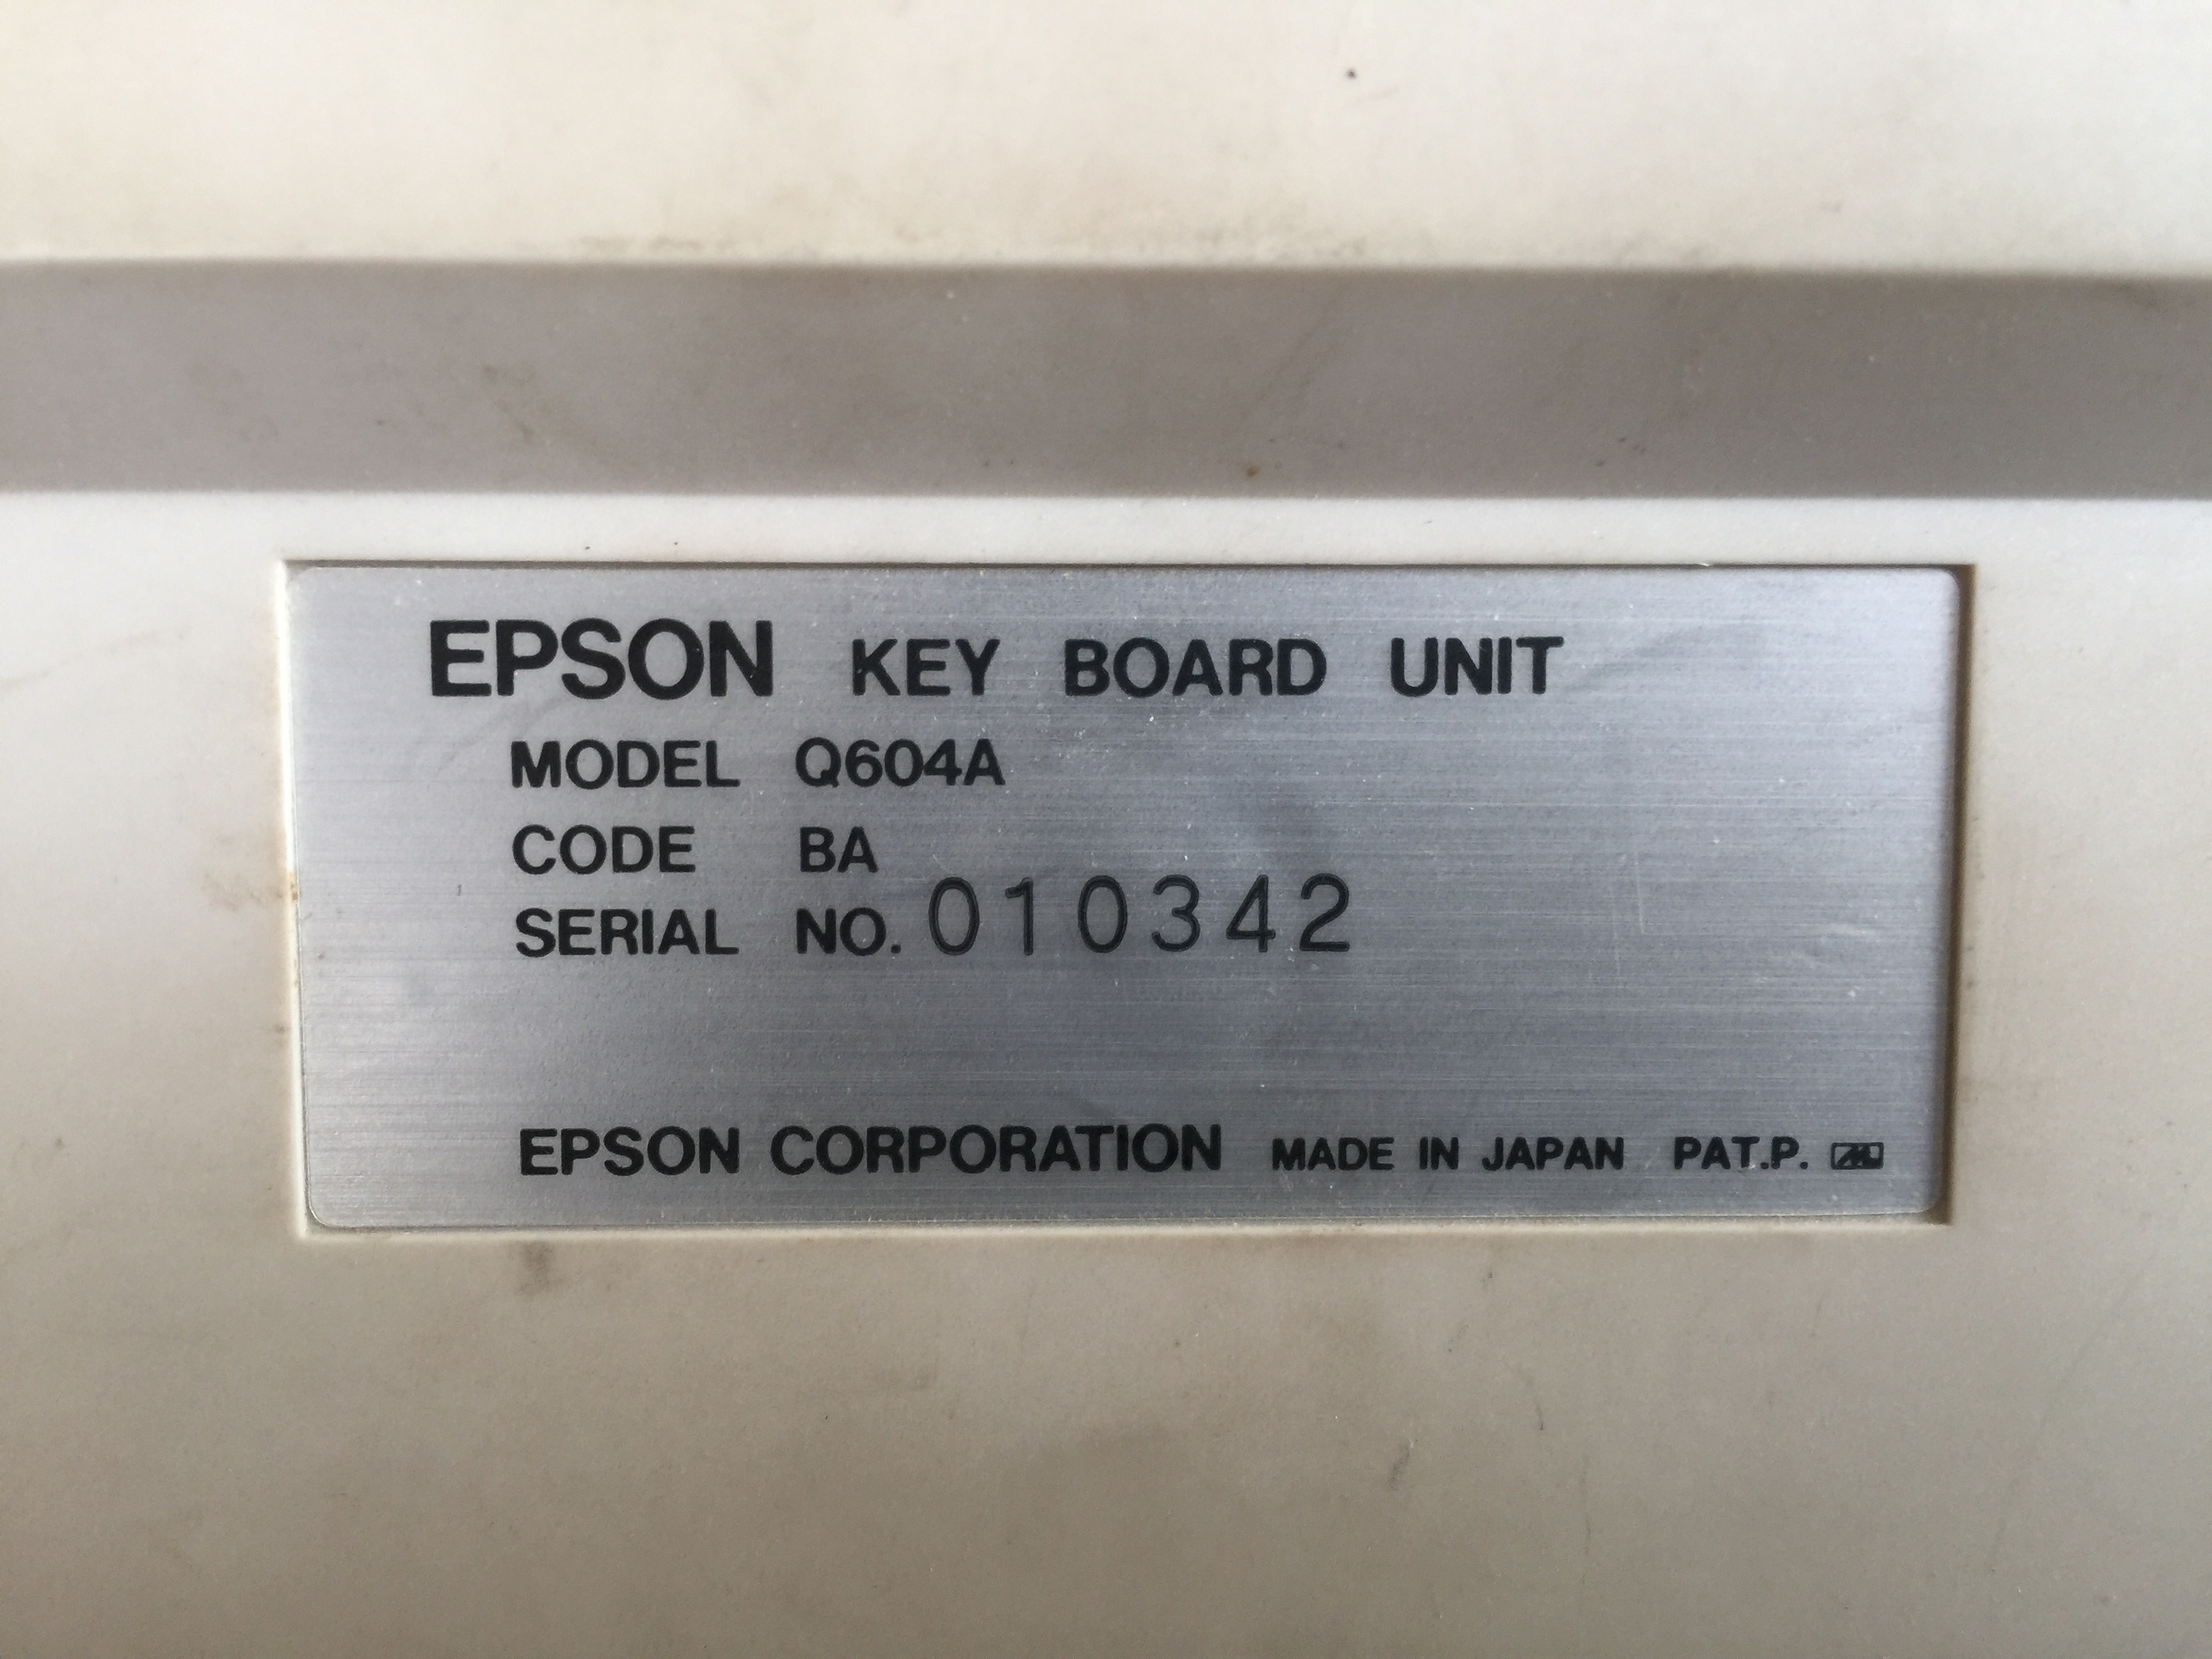 EPSON KEY BOARD UNIT
MODEL Q604A
CODE BA
SERIAL NO. 010342
EPSON CORPORATION MADE IN JAPAN PAT.P.